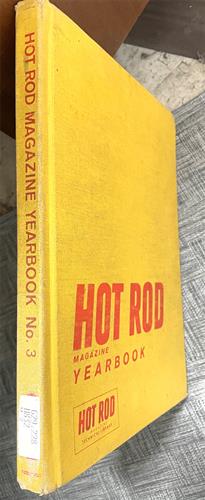 HOT ROD MAGAZINE YEARBOOK No. 3
HOT ROD
MAGAZINE
YEARBOOK
HOT ROD